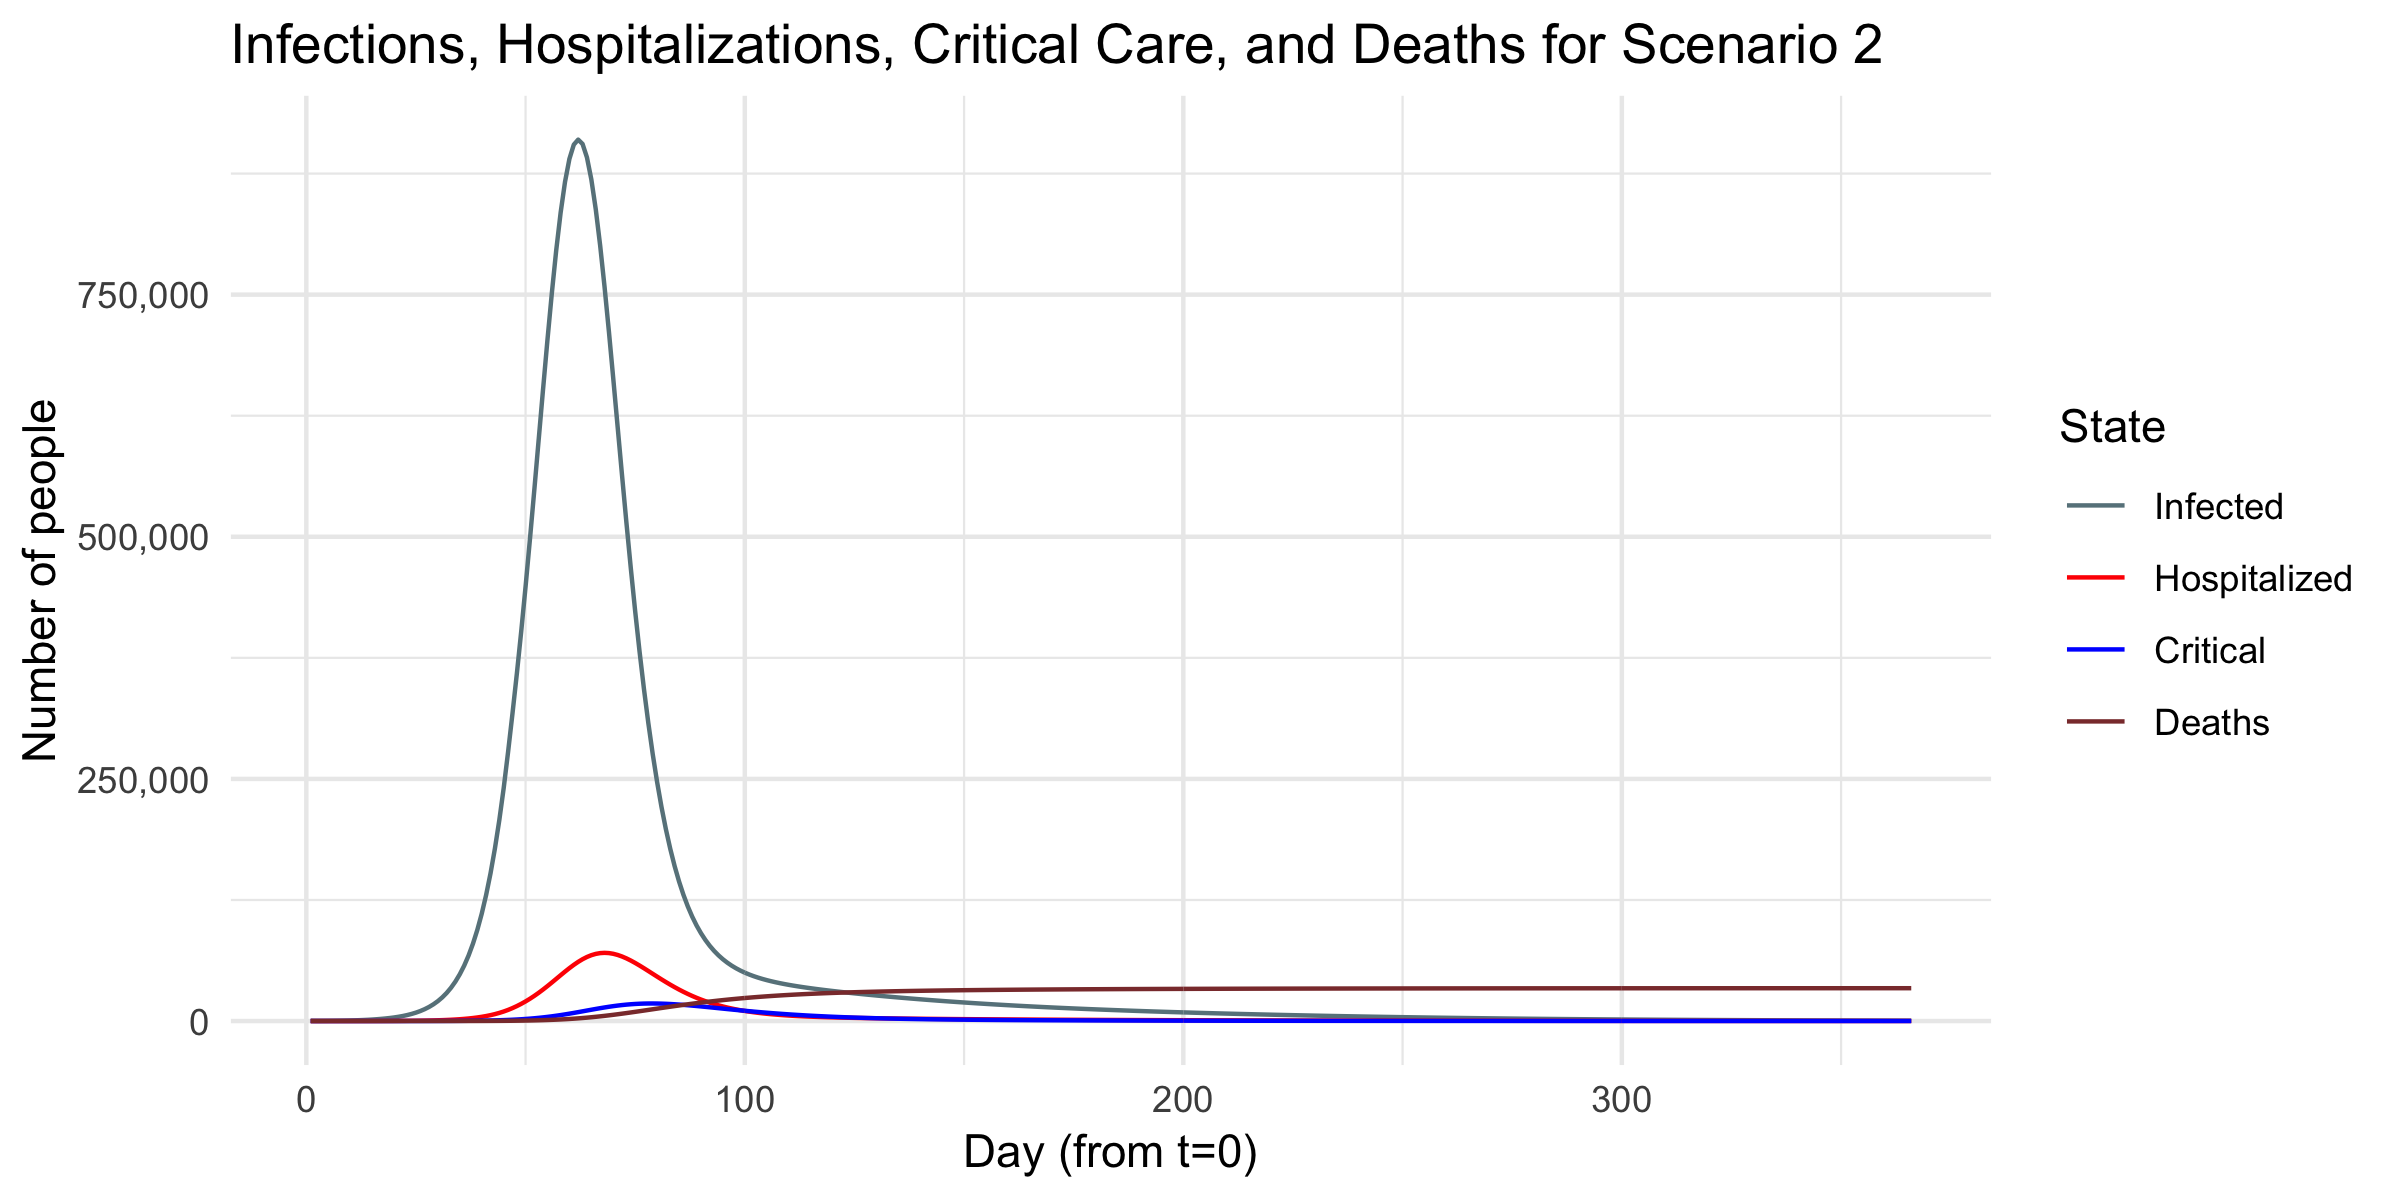 Infections, Hospitalizations, Critical Care, and Deaths for Scenario 2
Number of people
750,000
500,000
250,000
0
0 100 200 300
Day (from t=0)
State
Infected
Hospitalized
Critical
Deaths